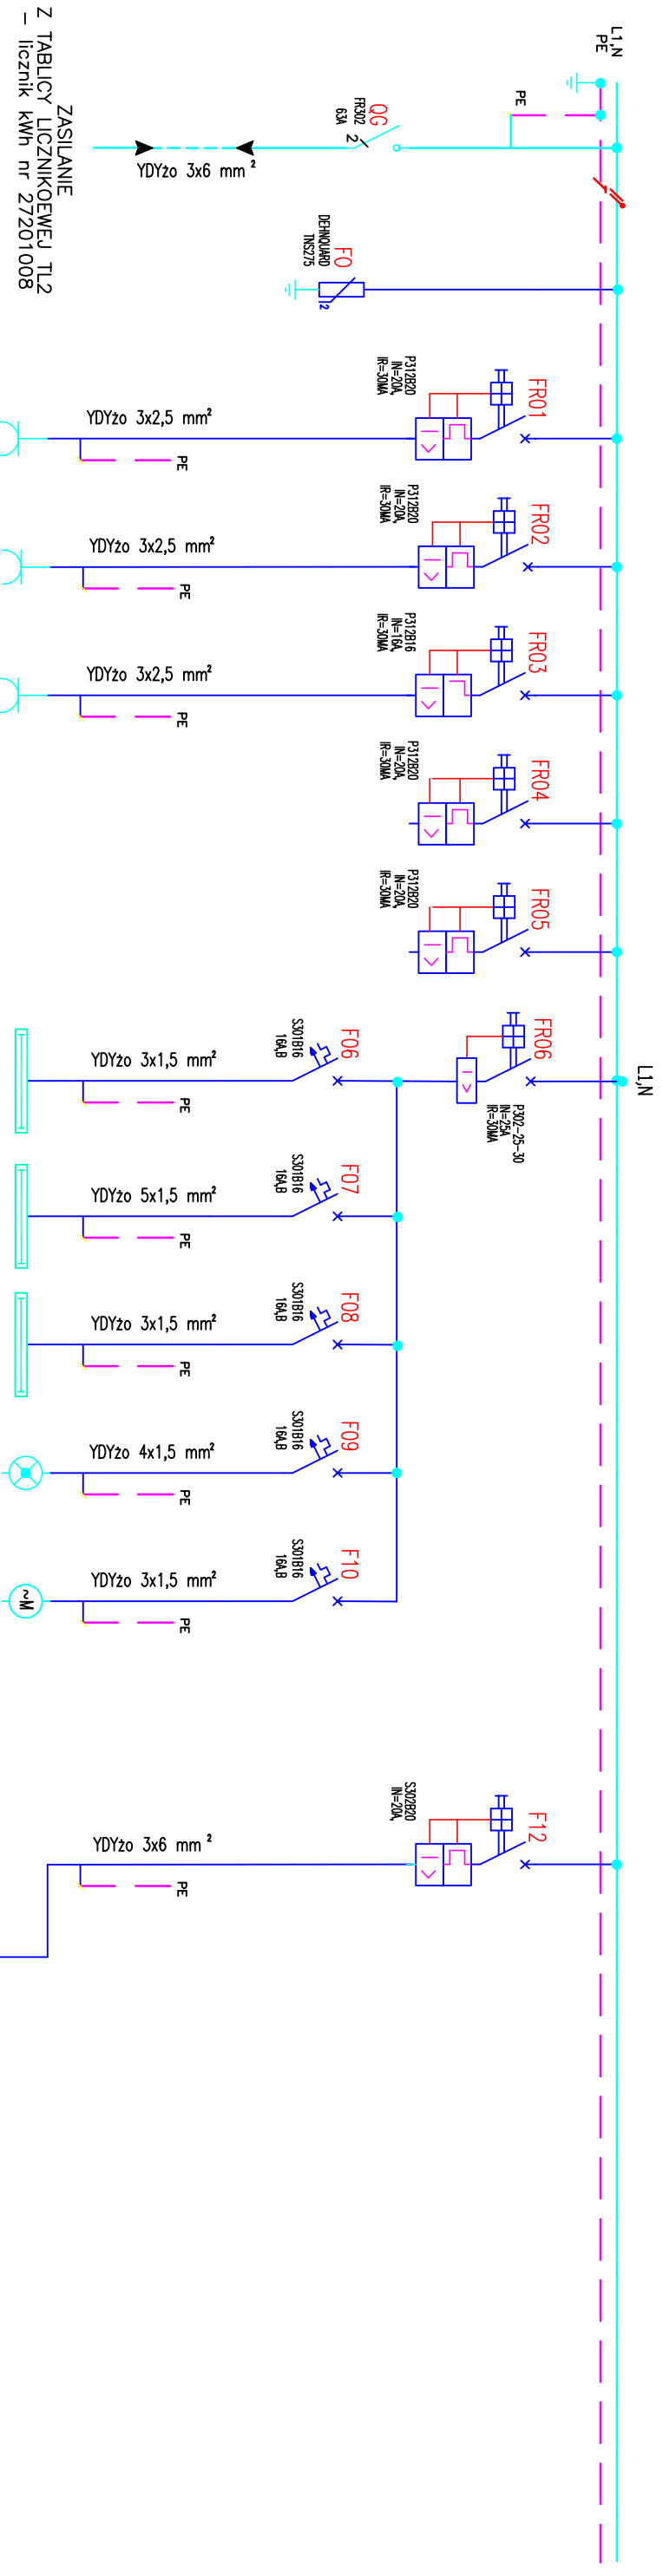 L1,N
PE
PE
QG
FR302
63A
2
YDYżo 3x6 mm²
ZASILANIE
Z TABLICY LICZNIKOEWEJ TL2
– licznik kWh nr 27201008
FO
DEHNQUARD
TNS275
2
FR01
P312B20
IN=20A,
IR=30MA
YDYżo 3x2,5 mm²
PE
FR02
P312B20
IN=20A,
IR=30MA
YDYżo 3x2,5 mm²
PE
FR03
P312B16
IN=16A,
IR=30MA
YDYżo 3x2,5 mm²
PE
FR04
P312B20
IN=20A,
IR=30MA
FR05
P312B20
IN=20A,
IR=30MA
L1,N
FR06
P302-25-30
IN=25A
IR=30MA
F06
S301B16
16A,B
YDYżo 3x1,5 mm²
PE
F07
S301B16
16A,B
YDYżo 5x1,5 mm²
PE
F08
S301B16
16A,B
YDYżo 3x1,5 mm²
PE
F09
S301B16
16A,B
YDYżo 4x1,5 mm²
PE
F10
S301B16
16A,B
YDYżo 3x1,5 mm²
PE
~M
F12
S302B20
IN=20A,
YDYżo 3x6 mm²
PE